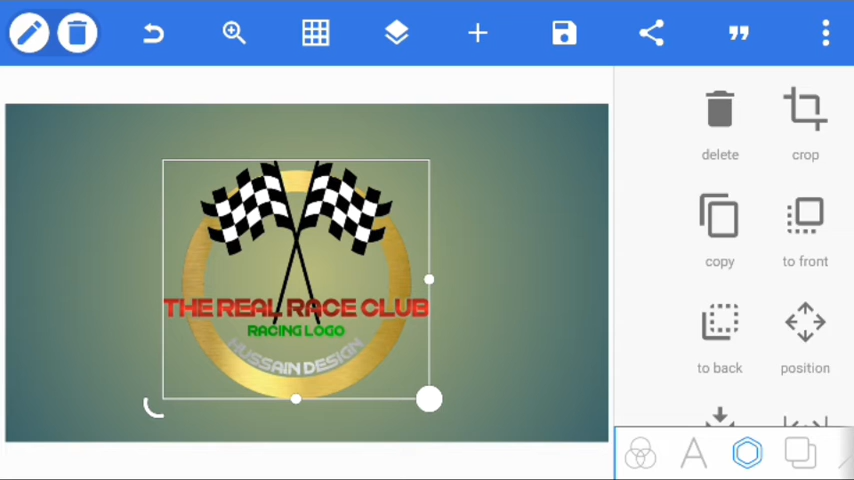 delete
crop
copy
to front
THE REAL RACE CLUB
RACING LOGO
HUSSAIN DESIGN
to back
position